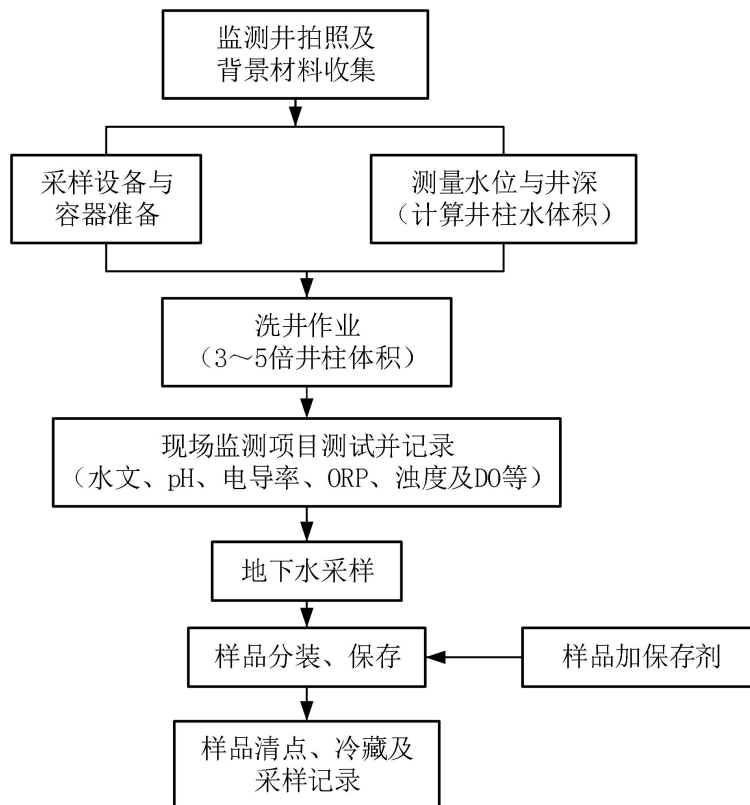 监测井拍照及
背景材料收集
采样设备与
容器准备
测量水位与井深
（计算井柱水体积）
洗井作业
（3～5倍井柱体积）
现场监测项目测试并记录
（水文、pH、电导率、ORP、浊度及DO等）
地下水采样
样品分装、保存
样品加保存剂
样品清点、冷藏及
采样记录